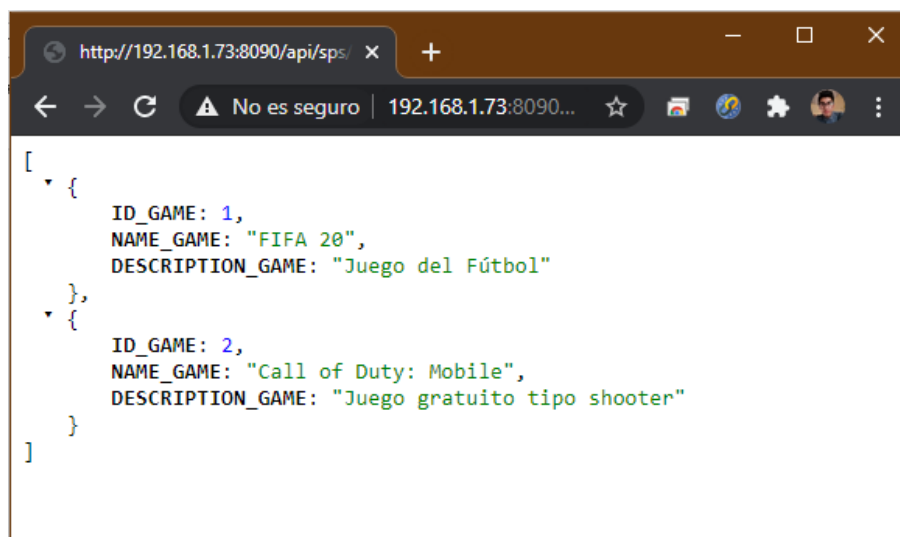 http://192.168.1.73:8090/api/sps/
No es seguro 192.168.1.73:8090...
[
{
ID_GAME: 1,
NAME_GAME: "FIFA 20",
DESCRIPTION_GAME: "Juego del Fútbol"
},
{
ID_GAME: 2,
NAME_GAME: "Call of Duty: Mobile",
DESCRIPTION_GAME: "Juego gratuito tipo shooter"
}
]